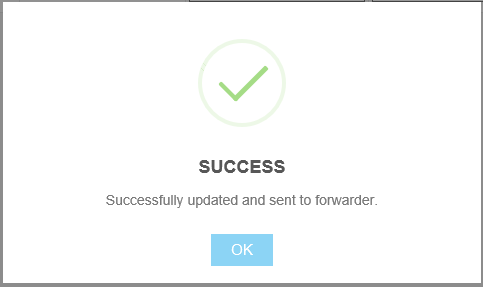 SUCCESS
Successfully updated and sent to forwarder.
OK